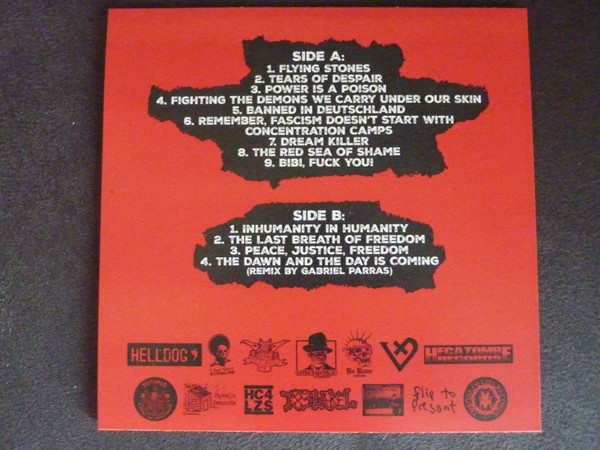 SIDE A:
1. FLYING STONES
2. TEARS OF DESPAIR
3. POWER IS A POISON
4. FIGHTING THE DEMONS WE CARRY UNDER OUR SKIN
5. BANNED IN DEUTSCHLAND
6. REMEMBER, FASCISM DOESN'T START WITH
CONCENTRATION CAMPS
7. DREAM KILLER
8. THE RED SEA OF SHAME
9. BIBI, FUCK YOU!
SIDE B:
1. INHUMANITY IN HUMANITY
2. THE LAST BREATH OF FREEDOM
3. PEACE, JUSTICE, FREEDOM
4. THE DAWN AND THE DAY IS COMING
(REMIX BY GABRIEL PARRAS)
HELLDOG
HECATOMBE
RECORDS
HC4
LZS
flip to
present